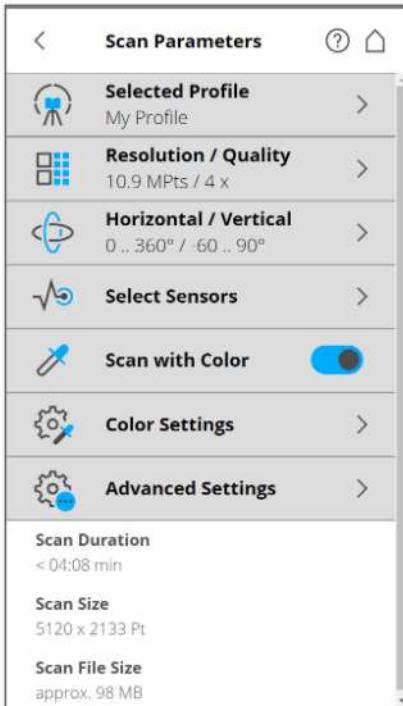 Scan Parameters
Selected Profile
My Profile
Resolution / Quality
10.9 MPts / 4 x
Horizontal / Vertical
0 .. 360° / -60 .. 90°
Select Sensors
Scan with Color
Color Settings
Advanced Settings
Scan Duration
< 04:08 min
Scan Size
5120 x 2133 Pt
Scan File Size
approx. 98 MB